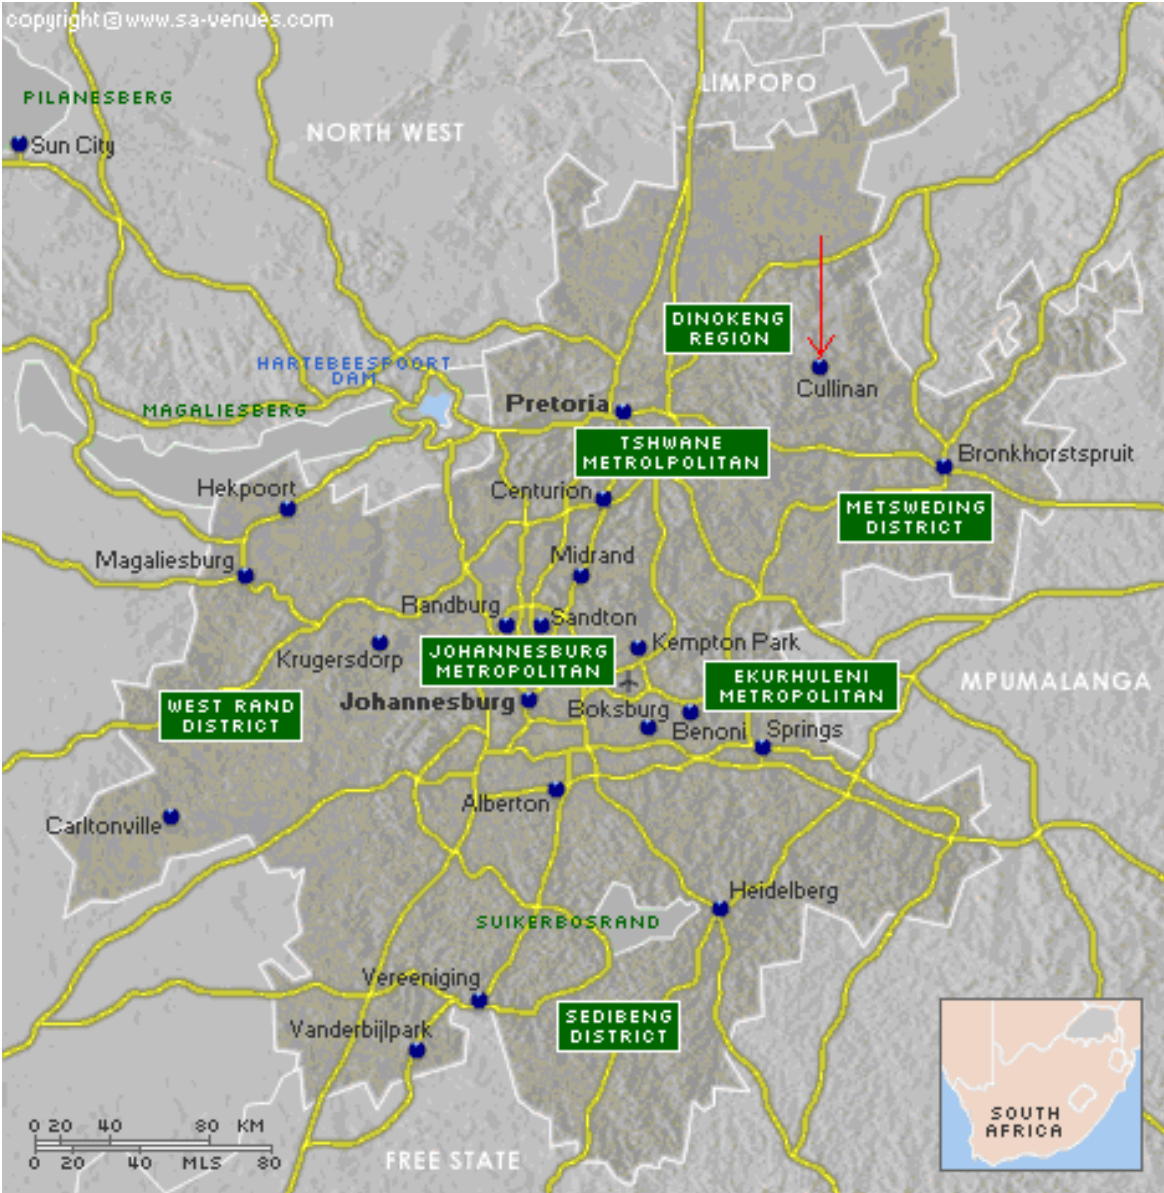 copyright@www.sa-venues.com
LIMPOPO
PILANESBERG
NORTH WEST
Sun City
DINOKENG
REGION
HARTEBEESPOORT
DAM
Cullinan
MAGALIESBERG
Pretoria
TSHWANE
METROLPOLITAN
Bronkhorstspruit
Hekpoort
Centurion
METSWEDING
DISTRICT
Magaliesburg
Midrand
Randburg
Sandton
Krugersdorp
JOHANNESBURG
METROPOLITAN
Kempton Park
EKURHULENI
METROPOLITAN
MPUMALANGA
WEST RAND
DISTRICT
Johannesburg
Boksburg
Benoni
Springs
Alberton
Carltonville
Heidelberg
SUIKERBOSRAND
Vereeniging
SEDIBENG
DISTRICT
Vanderbijlpark
SOUTH
AFRICA
0 20 40 80 KM
0 20 40 MLS 80
FREE STATE